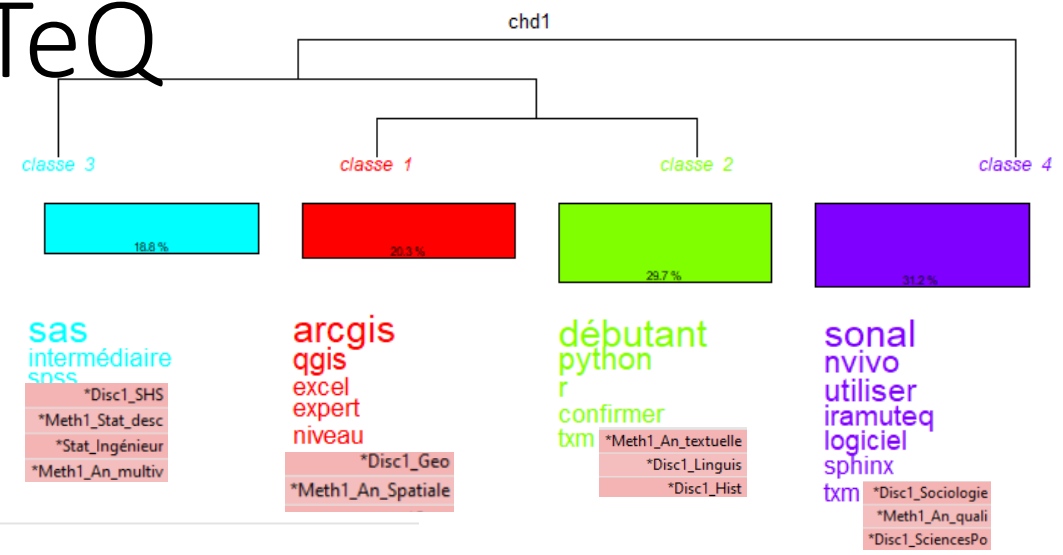 TeQ
chd1
classe 3
classe 1
classe 2
classe 4
18.8 %
20.3 %
29.7 %
31.2 %
sas
intermédiaire
spss
*Disc1_SHS
*Meth1_Stat_desc
*Stat_Ingénieur
*Meth1_An_multiv
arcgis
qgis
excel
expert
niveau
*Disc1_Geo
*Meth1_An_Spatiale
débutant
python
r
confirmer
txm
*Meth1_An_textuelle
*Disc1_Linguis
*Disc1_Hist
sonal
nvivo
utiliser
iramuteq
logiciel
sphinx
txm
*Disc1_Sociologie
*Meth1_An_quali
*Disc1_SciencesPo